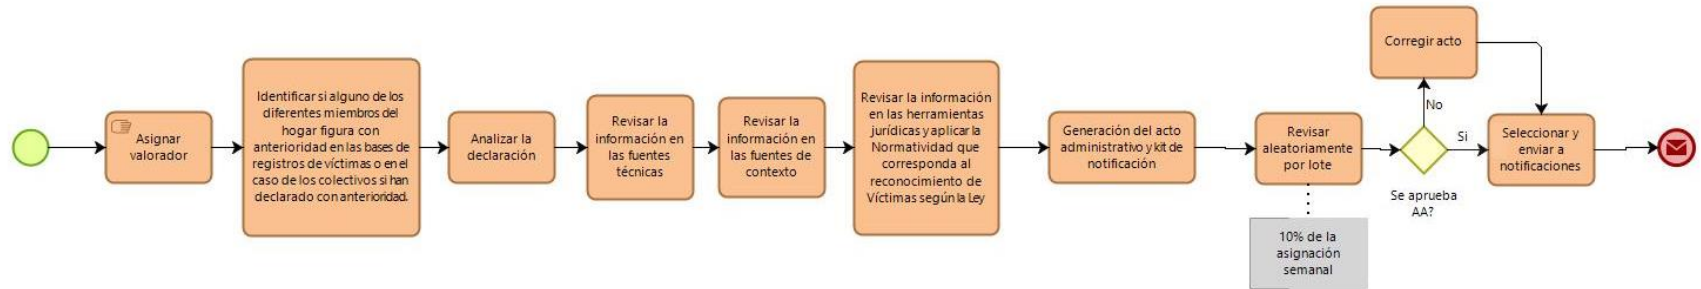 Asignar
valorador
Identificar si alguno de los
diferentes miembros del
hogar figura con
anterioridad en las bases de
registros de víctimas o en el
caso de los colectivos si han
declarado con anterioridad.
Analizar la
declaración
Revisar la
información en
las fuentes
técnicas
Revisar la
información en
las fuentes de
contexto
Revisar la información
en las herramientas
jurídicas y aplicar la
Normatividad que
corresponda al
reconocimiento de
Víctimas según la Ley
Generación del acto
administrativo y kit de
notificación
Revisar
aleatoriamente
por lote
10% de la
asignación
semanal
Se aprueba
AA?
No
Si
Corregir acto
Seleccionar y
enviar a
notificaciones